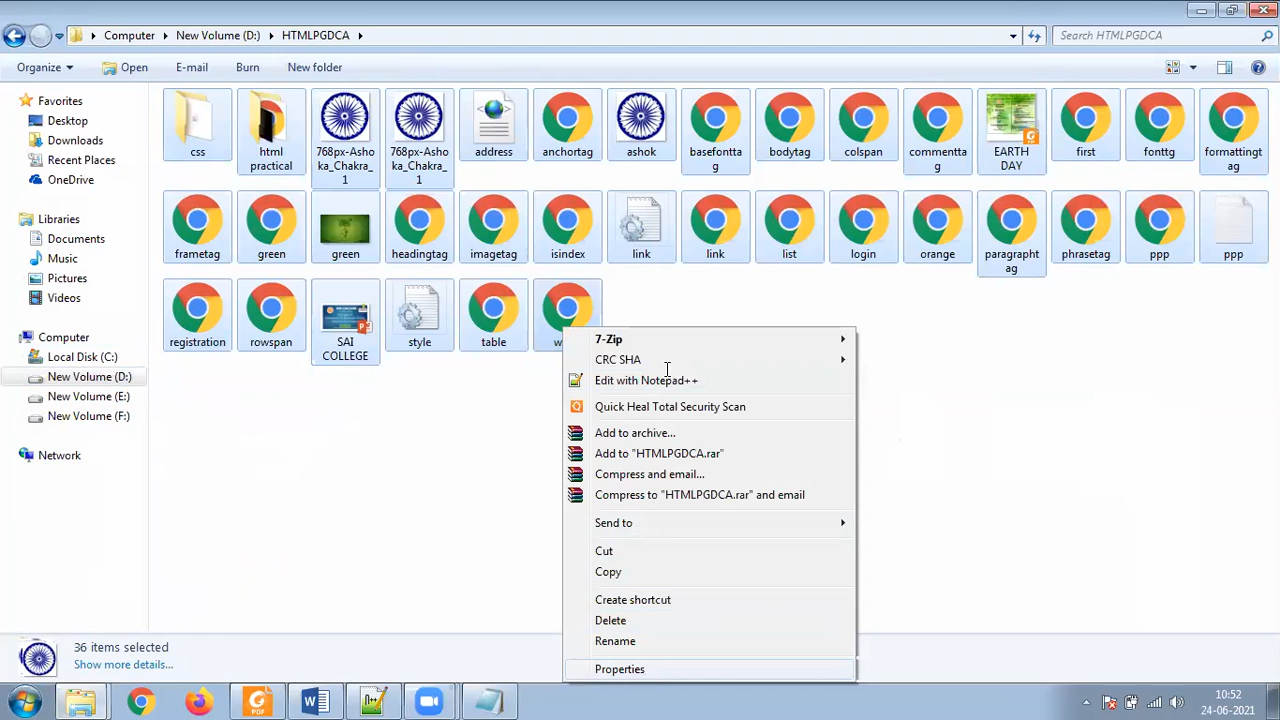 Computer New Volume (D:) HTMLPGDCA
Search HTMLPGDCA
Organize Open E-mail Burn New folder
Favorites
Desktop
Downloads
Recent Places
OneDrive
Libraries
Documents
Music
Pictures
Videos
Computer
Local Disk (C:)
New Volume (D:)
New Volume (E:)
New Volume (F:)
Network
css
html
practical
768px-Asho
ka_Chakra_
1
768px-Asho
ka_Chakra_
1
address
anchortag
ashok
basefontta
g
bodytag
colspan
commentta
g
EARTH
DAY
first
fonttg
formattingt
ag
frametag
green
green
headingtag
imagetag
isindex
link
link
list
login
orange
paragrapht
ag
phrasetag
ppp
ppp
registration
rowspan
SAI
COLLEGE
style
table
7-Zip
CRC SHA
Edit with Notepad++
Quick Heal Total Security Scan
Add to archive...
Add to "HTMLPGDCA.rar"
Compress and email...
Compress to "HTMLPGDCA.rar" and email
Send to
Cut
Copy
Create shortcut
Delete
Rename
Properties
36 items selected
Show more details...
PDF
10:52
24-06-2021